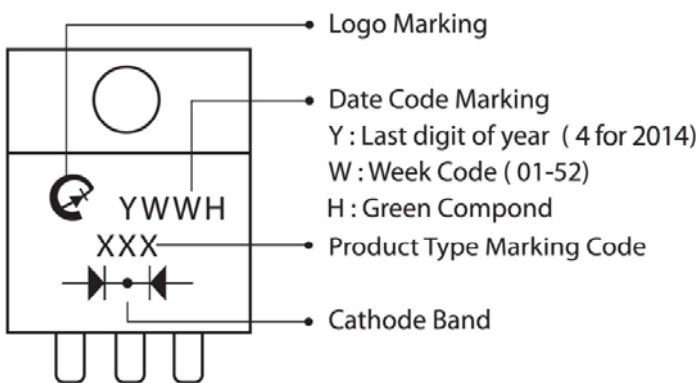 Logo Marking
Date Code Marking
Y : Last digit of year ( 4 for 2014)
W : Week Code ( 01-52)
H : Green Compond
YWWH
XXX
Product Type Marking Code
Cathode Band